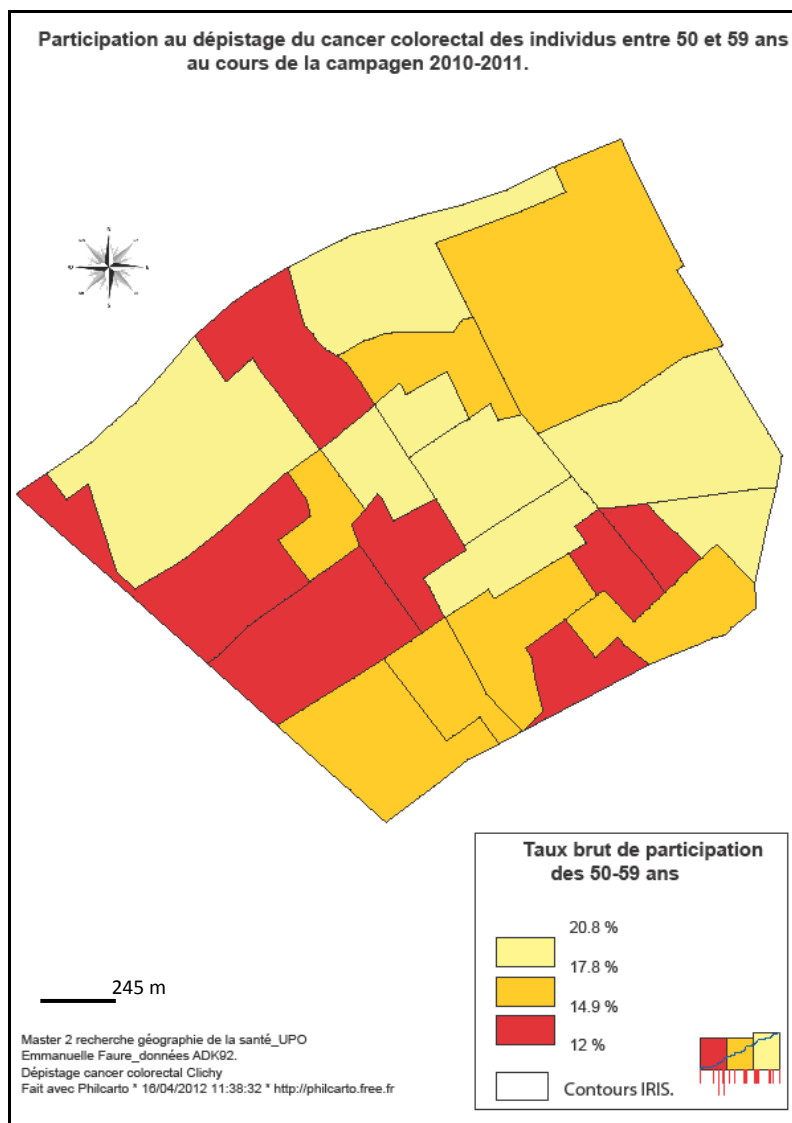 Participation au dépistage du cancer colorectal des individus entre 50 et 59 ans
au cours de la campagen 2010-2011.
N
O
E
S
Taux brut de participation
des 50-59 ans
20.8 %
17.8 %
14.9 %
12 %
Contours IRIS.
245 m
Master 2 recherche géographie de la santé_UPO
Emmanuelle Faure_données ADK92.
Dépistage cancer colorectal Clichy
Fait avec Philcarto * 16/04/2012 11:38:32 * http://philcarto.free.fr